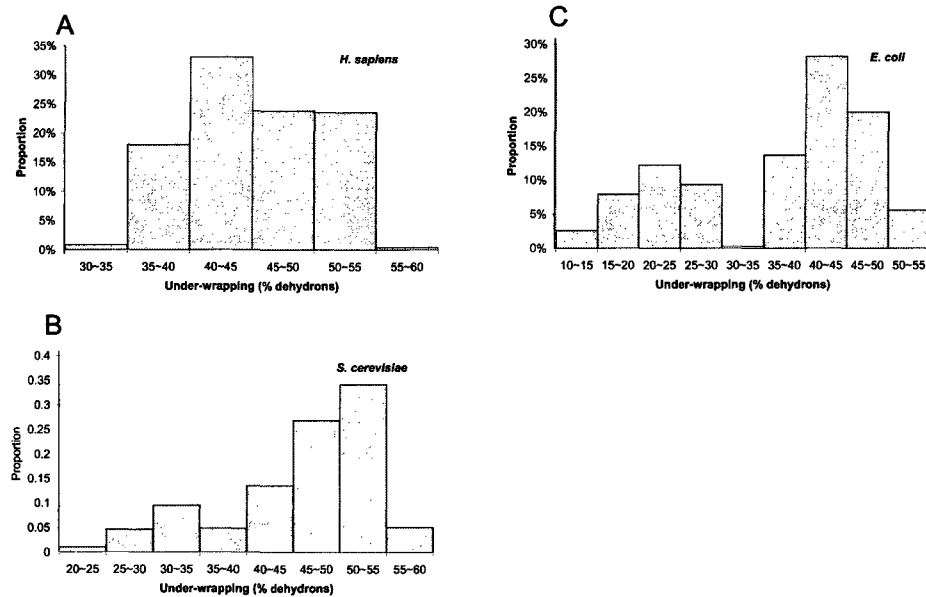 A
H. sapiens
35%
30%
25%
20%
15%
10%
5%
0%
Proportion
30~35 35~40 40~45 45~50 50~55 55~60
Under-wrapping (% dehydrons)
B
S. cerevisiae
0.4
0.35
0.3
0.25
0.2
0.15
0.1
0.05
0
Proportion
20~25 25~30 30~35 35~40 40~45 45~50 50~55 55~60
Under-wrapping (% dehydrons)
C
E. coli
30%
25%
20%
15%
10%
5%
0%
Proportion
10~15 15~20 20~25 25~30 30~35 35~40 40~45 45~50 50~55
Under-wrapping (% dehydrons)